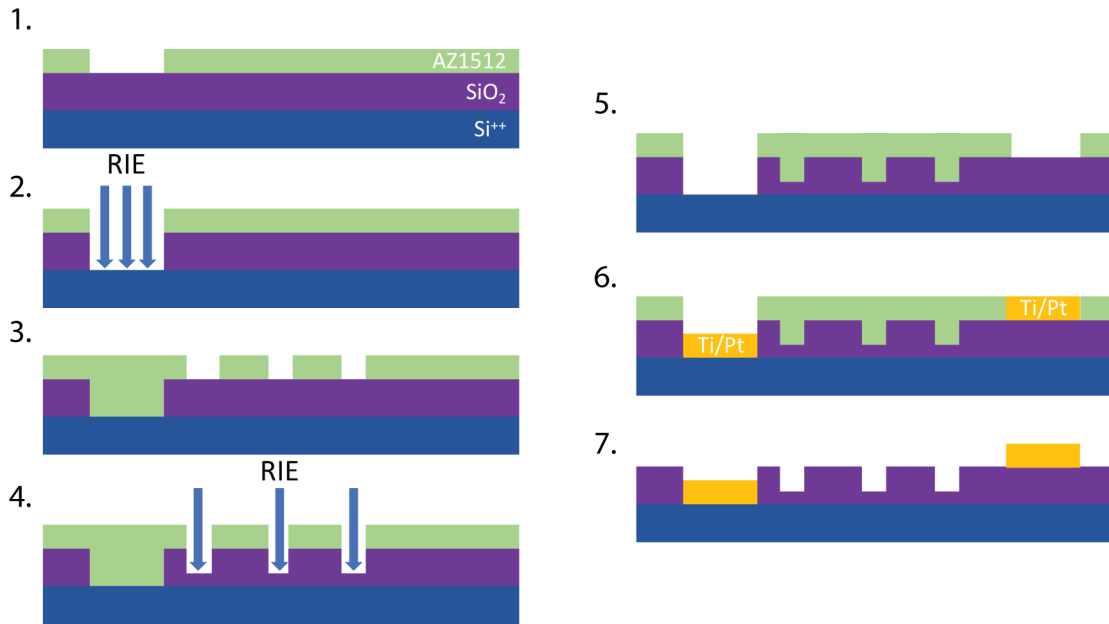 1.
AZ1512
SiO₂
Si⁺⁺
RIE
2.
3.
RIE
4.
5.
6.
Ti/Pt
Ti/Pt
7.